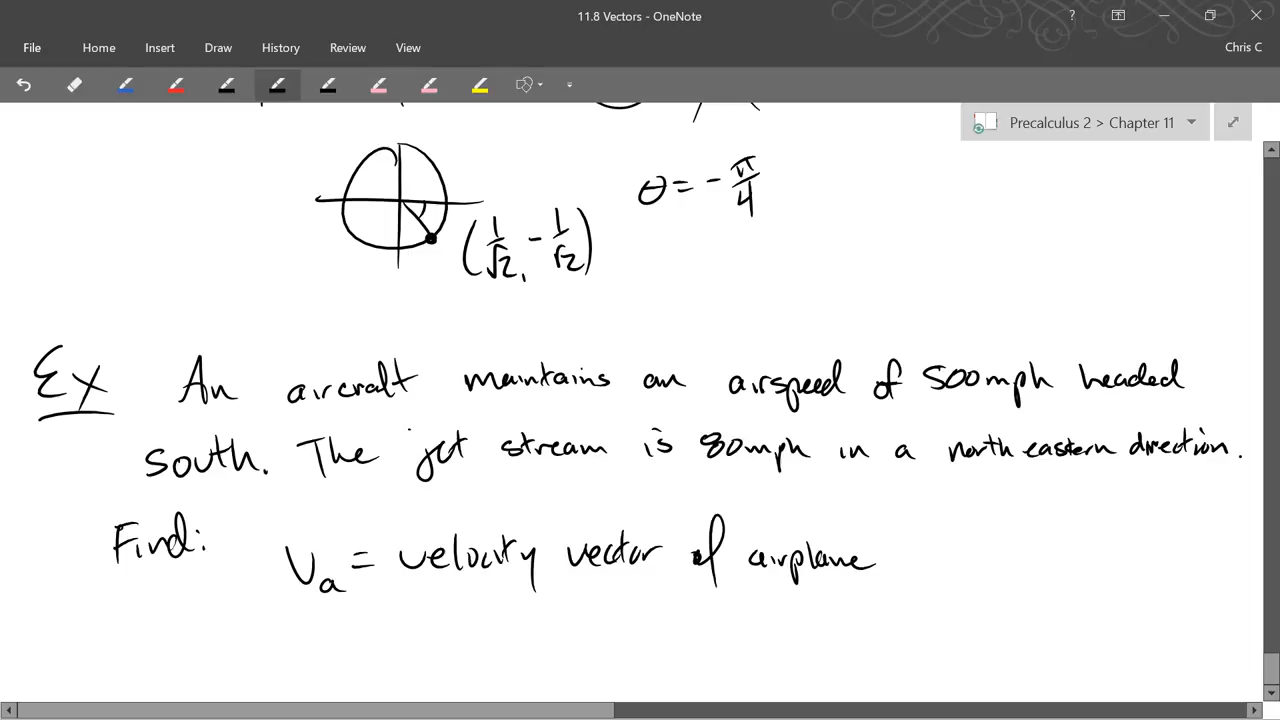 11.8 Vectors - OneNote
?
File Home Insert Draw History Review View
Chris C
Precalculus 2 > Chapter 11
θ = - π/4
(1/√2, - 1/√2)
Ex An aircraft maintains an airspeed of 500mph headed
south. The jet stream is 80mph in a north eastern direction.
Find:
Va = velocity vector of airplane